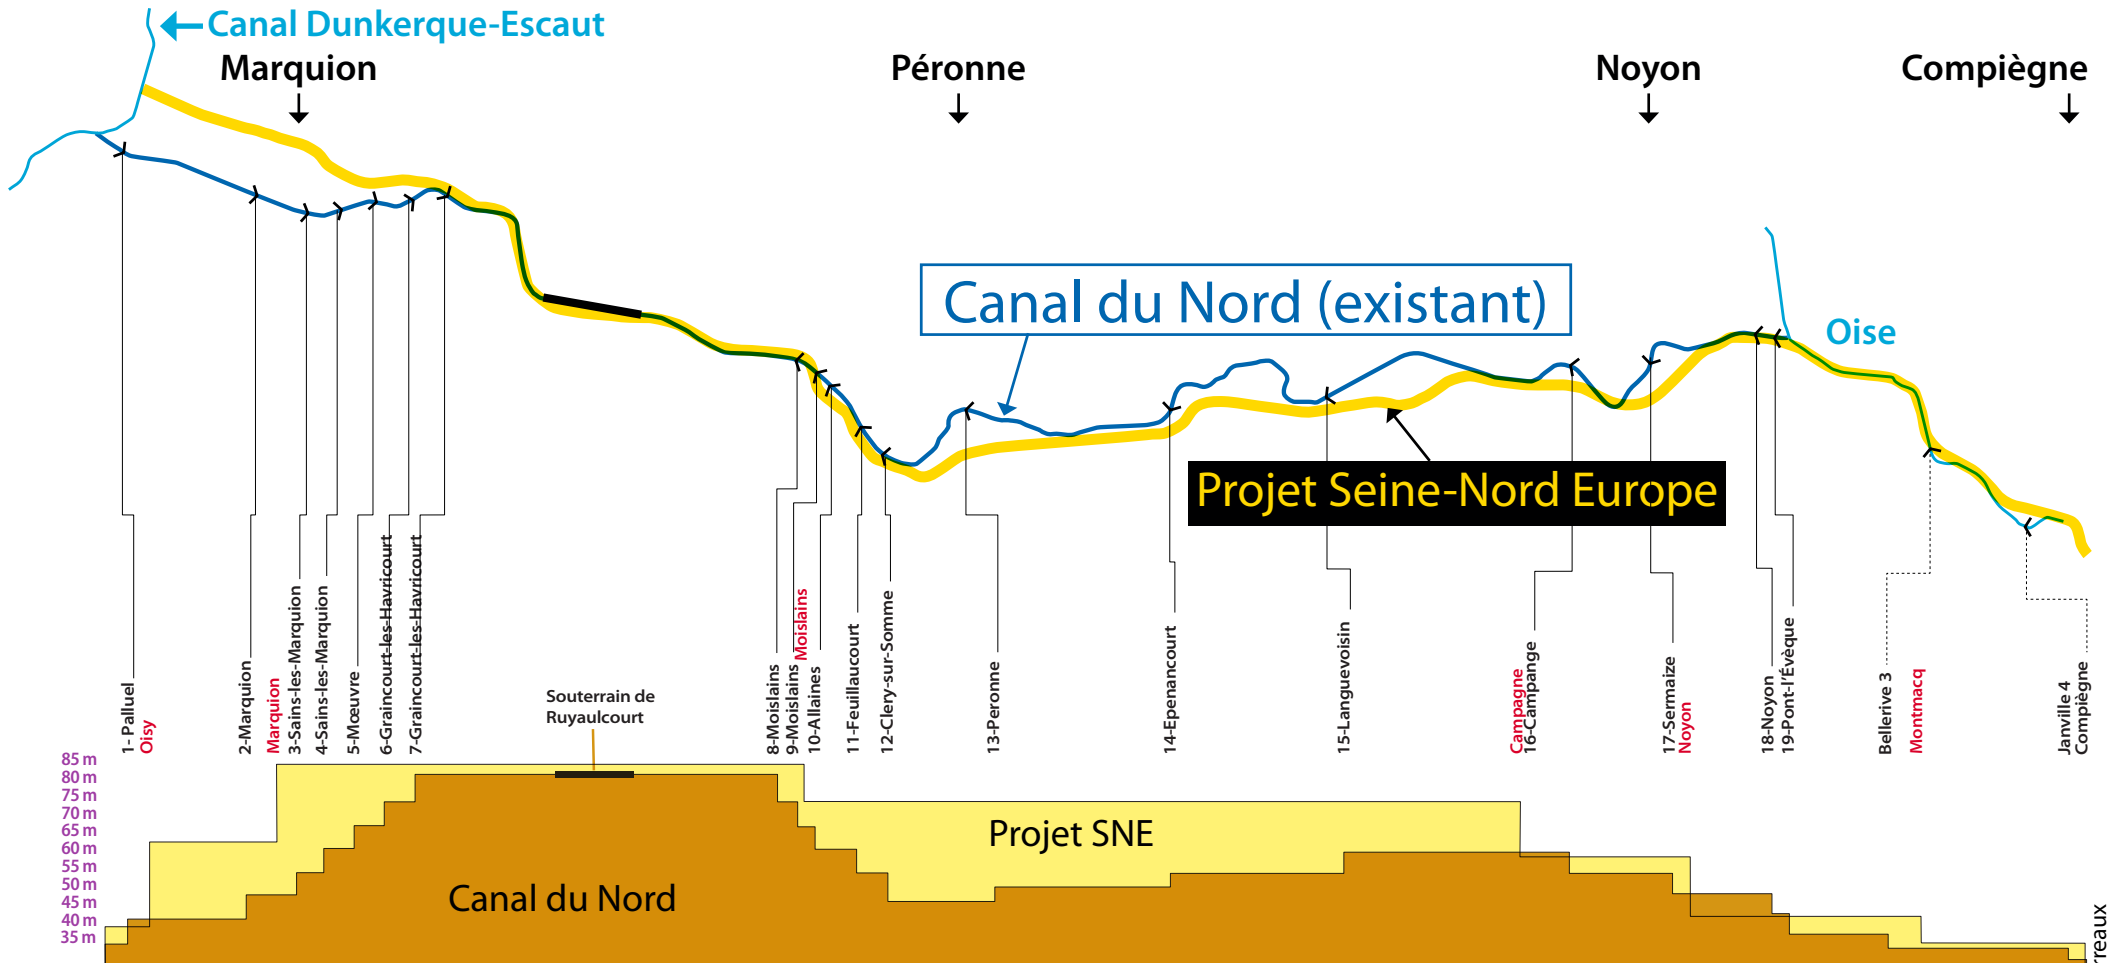 Canal Dunkerque-Escaut
Marquion
Péronne
Noyon
Compiègne
Canal du Nord (existant)
Oise
Projet Seine-Nord Europe
1- Palluel
Oisy
2-Marquion
Marquion
3-Sains-les-Marquion
4-Sains-les-Marquion
5-Mœuvre
6-Graincourt-les-Havricourt
7-Graincourt-les-Havricourt
Souterrain de
Ruyaulcourt
8-Moislains
9-Moislains
Moislains
10-Allaines
11-Feuillaucourt
12-Clery-sur-Somme
13-Peronne
14-Epenancourt
15-Languevoisin
Campagne
16-Campange
17-Sermaize
Noyon
18-Noyon
19-Pont-l'Évèque
Bellerive 3
Montmacq
Janville 4
Compiègne
85 m
80 m
75 m
70 m
65 m
60 m
55 m
50 m
45 m
40 m
35 m
Projet SNE
Canal du Nord